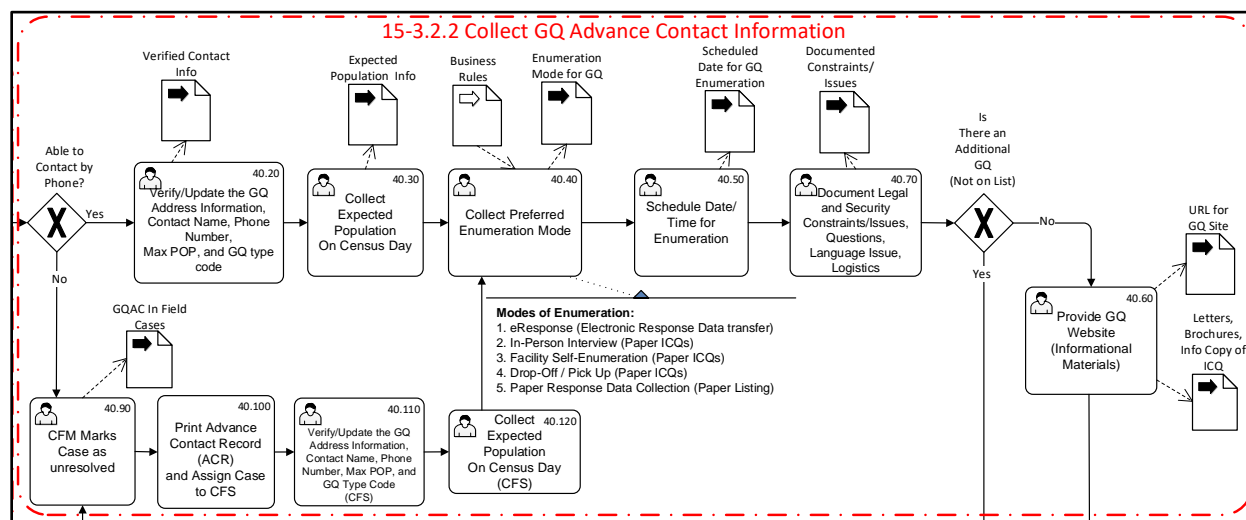 15-3.2.2 Collect GQ Advance Contact Information
Verified Contact
Info
Expected
Population Info
Business
Rules
Enumeration
Mode for GQ
Scheduled
Date for GQ
Enumeration
Documented
Constraints/
Issues
Is
There an
Additional
GQ
(Not on List)
Able to
Contact by
Phone?
X
Yes
No
40.20
Verify/Update the GQ
Address Information,
Contact Name, Phone
Number,
Max POP, and GQ type
code
40.30
Collect
Expected
Population
On Census Day
40.40
Collect Preferred
Enumeration Mode
40.50
Schedule Date/
Time for
Enumeration
40.70
Document Legal
and Security
Constraints/Issues,
Questions,
Language Issue,
Logistics
X
No
Yes
URL for
GQ Site
40.60
Provide GQ
Website
(Informational
Materials)
Letters,
Brochures,
Info Copy of
ICQ
Modes of Enumeration:
1. eResponse (Electronic Response Data transfer)
2. In-Person Interview (Paper ICQs)
3. Facility Self-Enumeration (Paper ICQs)
4. Drop-Off / Pick Up (Paper ICQs)
5. Paper Response Data Collection (Paper Listing)
GQAC In Field
Cases
40.90
CFM Marks
Case as
unresolved
40.100
Print Advance
Contact Record
(ACR)
and Assign Case
to CFS
40.110
Verify/Update the GQ
Address Information,
Contact Name, Phone
Number, Max POP, and
GQ Type Code
(CFS)
40.120
Collect
Expected
Population
On Census Day
(CFS)